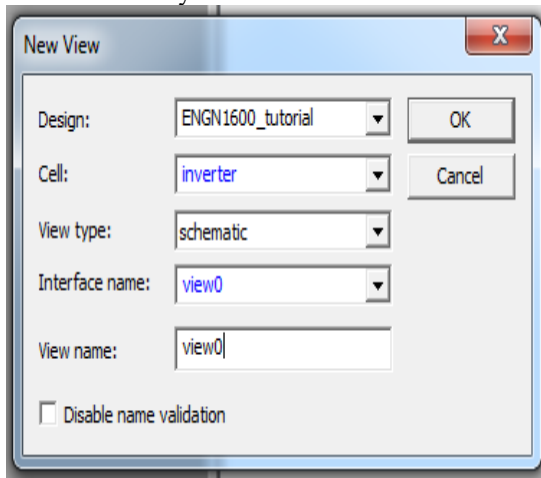 New View
Design: ENGN1600_tutorial OK
Cell: inverter Cancel
View type: schematic
Interface name: view0
View name: view0
Disable name validation